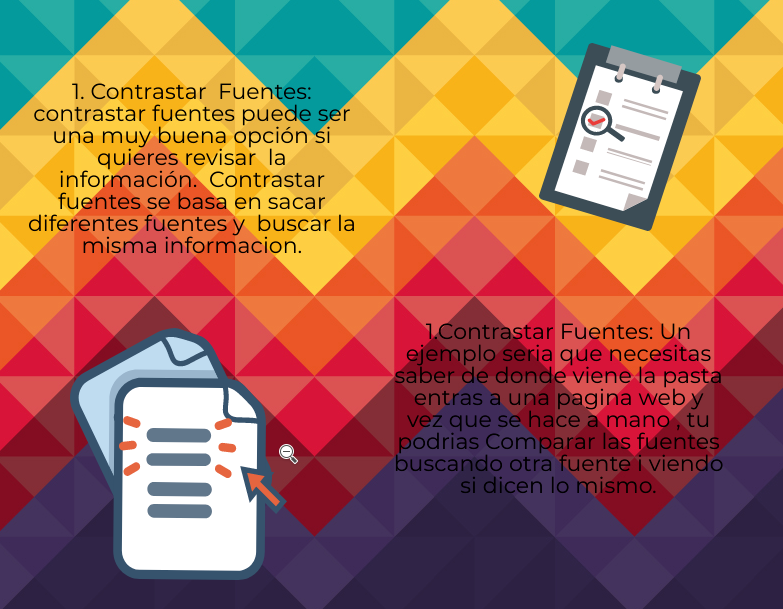 1. Contrastar Fuentes:
contrastar fuentes puede ser
una muy buena opción si
quieres revisar la
información. Contrastar
fuentes se basa en sacar
diferentes fuentes y buscar la
misma informacion.
1.Contrastar Fuentes: Un
ejemplo seria que necesitas
saber de donde viene la pasta
entras a una pagina web y
vez que se hace a mano , tu
podrias Comparar las fuentes
buscando otra fuente i viendo
si dicen lo mismo.